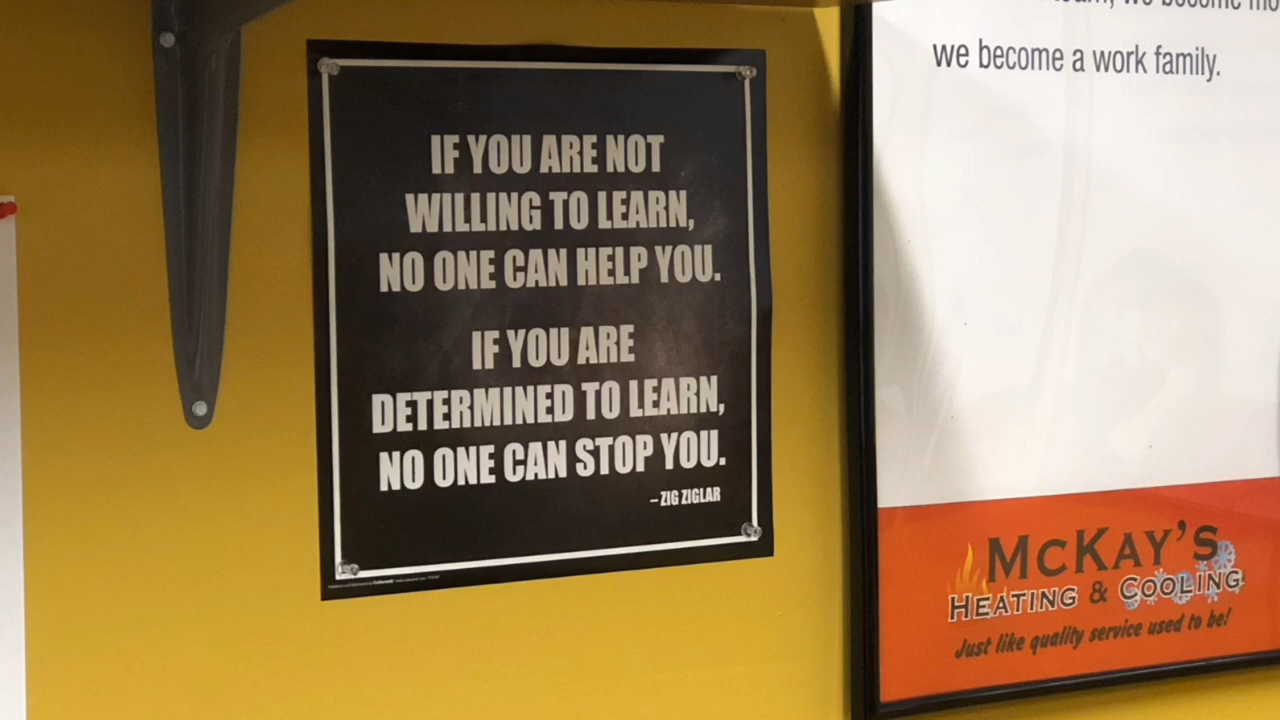 IF YOU ARE NOT
WILLING TO LEARN,
NO ONE CAN HELP YOU.
IF YOU ARE
DETERMINED TO LEARN,
NO ONE CAN STOP YOU.
– ZIG ZIGLAR
we become
we become a work family.
McKAY'S
HEATING & COOLING
Just like quality service used to be!